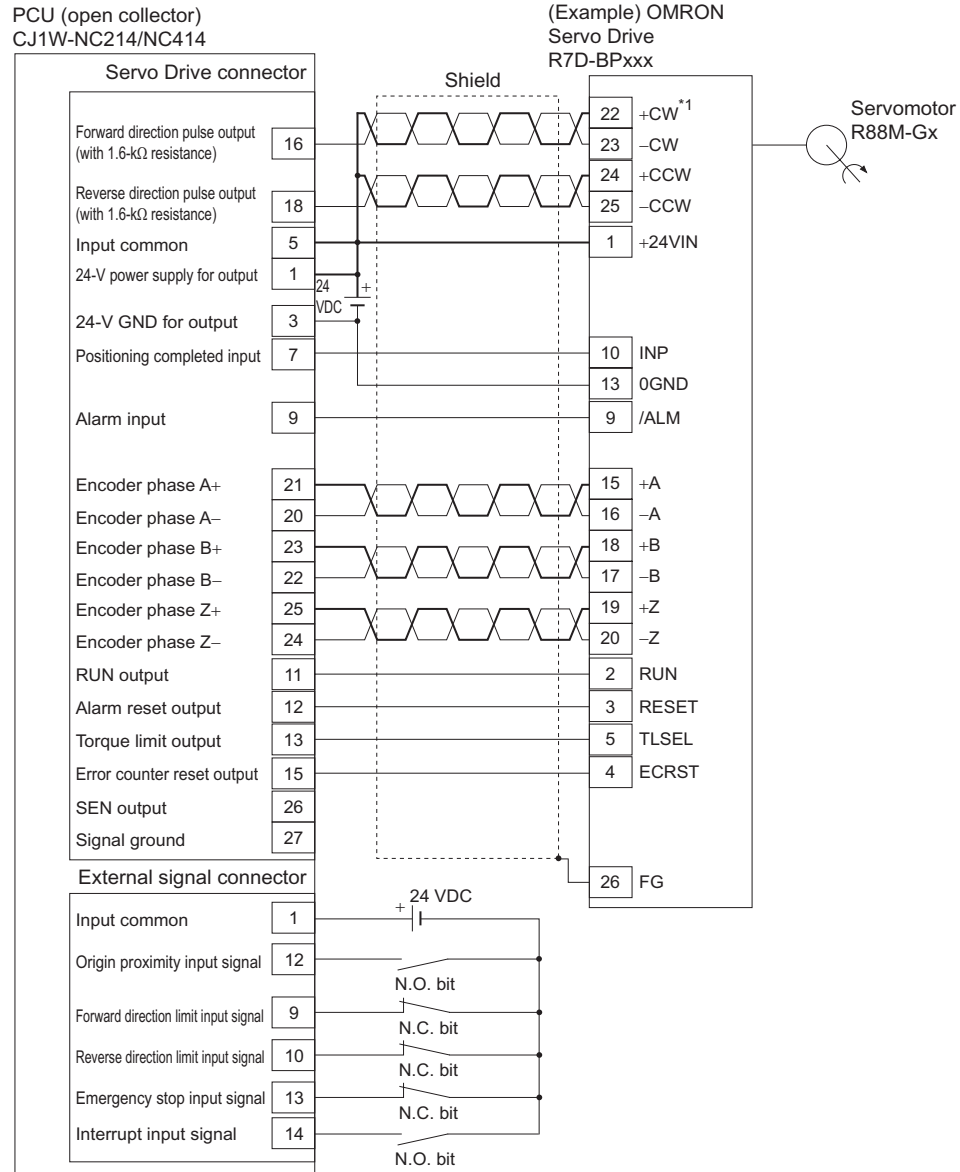 PCU (open collector)
CJ1W-NC214/NC414
(Example) OMRON
Servo Drive
R7D-BPxxx
Servo Drive connector
Shield
Servomotor
R88M-Gx
Forward direction pulse output
(with 1.6-kΩ resistance)
16
22 +CW*1
23 −CW
Reverse direction pulse output
(with 1.6-kΩ resistance)
18
24 +CCW
25 −CCW
Input common 5
1 +24VIN
24-V power supply for output 1
24 +
VDC
24-V GND for output 3
Positioning completed input 7
10 INP
13 0GND
Alarm input 9
9 /ALM
Encoder phase A+ 21
15 +A
Encoder phase A− 20
16 −A
Encoder phase B+ 23
18 +B
Encoder phase B− 22
17 −B
Encoder phase Z+ 25
19 +Z
Encoder phase Z− 24
20 −Z
RUN output 11
2 RUN
Alarm reset output 12
3 RESET
Torque limit output 13
5 TLSEL
Error counter reset output 15
4 ECRST
SEN output 26
Signal ground 27
26 FG
External signal connector
Input common 1
+ 24 VDC
Origin proximity input signal 12
N.O. bit
Forward direction limit input signal 9
N.C. bit
Reverse direction limit input signal 10
N.C. bit
Emergency stop input signal 13
N.C. bit
Interrupt input signal 14
N.O. bit